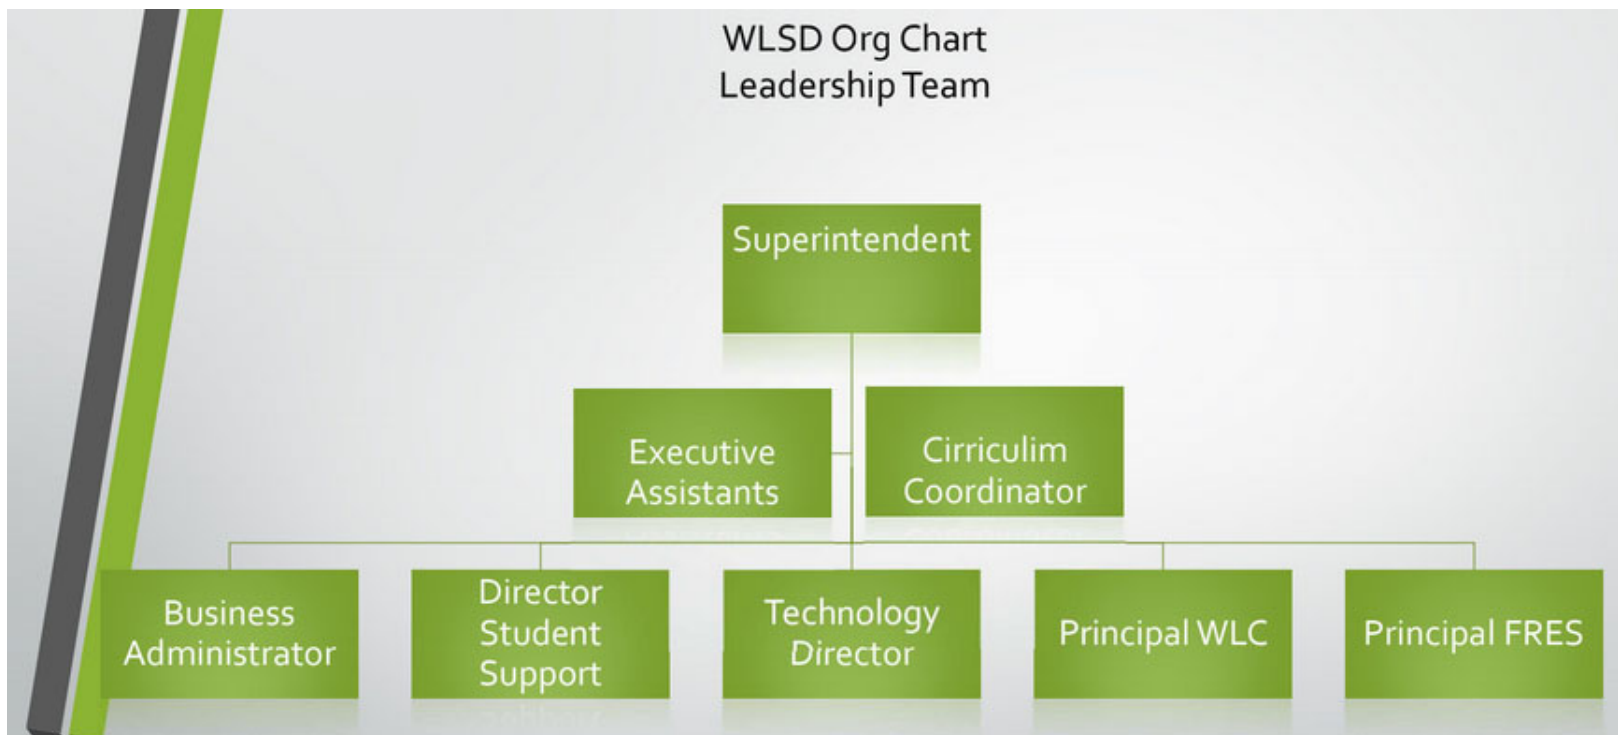 WLSD Org Chart
Leadership Team
Superintendent
Executive
Assistants
Cirriculim
Coordinator
Business
Administrator
Director
Student
Support
Technology
Director
Principal WLC
Principal FRES